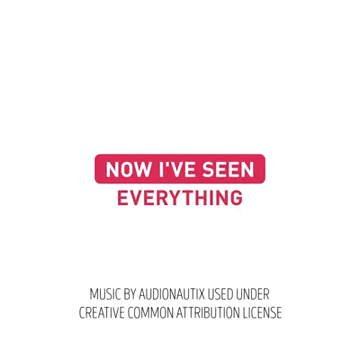 NOW I'VE SEEN
EVERYTHING
MUSIC BY AUDIONAUTIX USED UNDER
CREATIVE COMMON ATTRIBUTION LICENSE